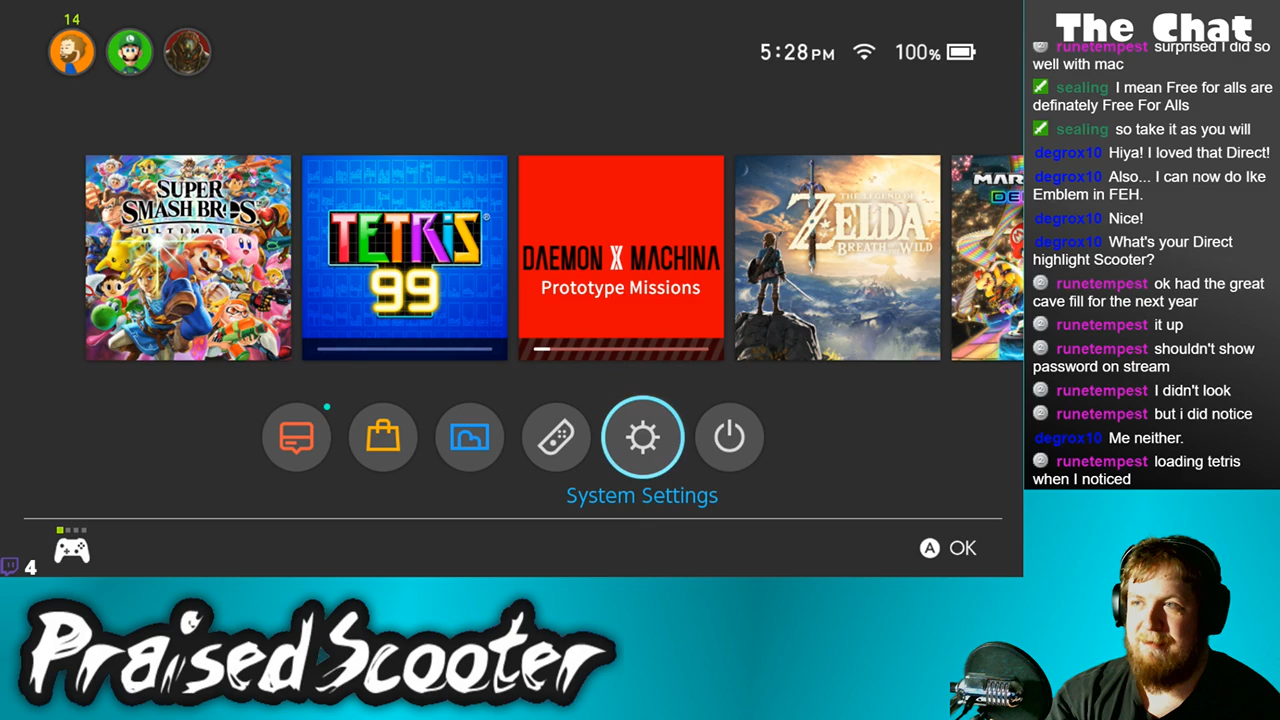 14
5:28 PM
100%
SUPER
SMASH BROS
ULTIMATE
TETRIS®
99
DAEMON X MACHINA
Prototype Missions
THE LEGEND OF
ZELDA
BREATH OF THE WILD
MAR
DE
System Settings
A OK
4
PraisedScooter
The Chat
runetempest surprised I did so
well with mac
sealing I mean Free for alls are
definately Free For Alls
sealing so take it as you will
degrox10 Hiya! I loved that Direct!
degrox10 Also... I can now do Ike
Emblem in FEH.
degrox10 Nice!
degrox10 What's your Direct
highlight Scooter?
runetempest ok had the great
cave fill for the next year
runetempest it up
runetempest shouldn't show
password on stream
runetempest I didn't look
runetempest but i did notice
degrox10 Me neither.
runetempest loading tetris
when I noticed